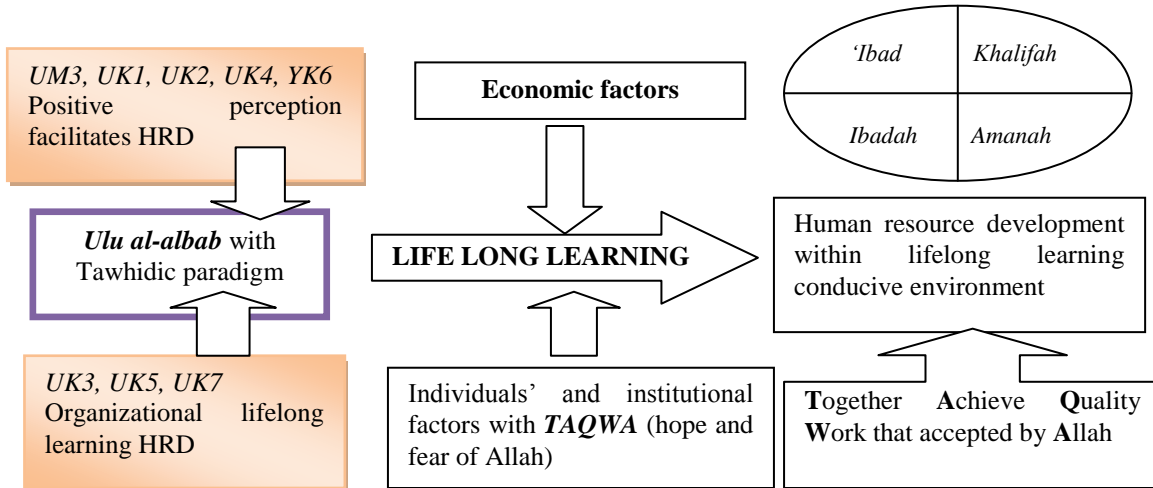 UM3, UK1, UK2, UK4, YK6
Positive perception
facilitates HRD
Economic factors
‘Ibad
Khalifah
Ibadah
Amanah
Ulu al-albab with
Tawhidic paradigm
LIFE LONG LEARNING
Human resource development
within lifelong learning
conducive environment
UK3, UK5, UK7
Organizational lifelong
learning HRD
Individuals’ and institutional
factors with TAQWA (hope and
fear of Allah)
Together Achieve Quality
Work that accepted by Allah